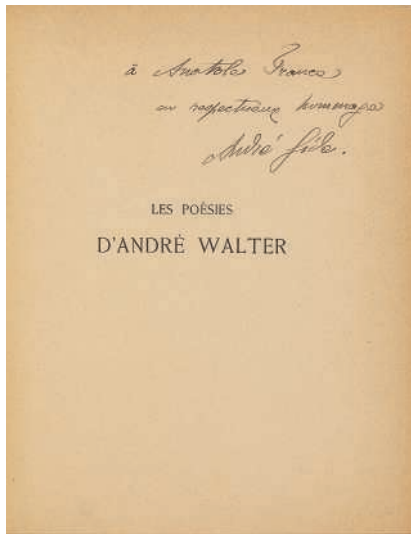 à Anatole France
en respectueux hommage
André Gide.
LES POÉSIES
D'ANDRÉ WALTER